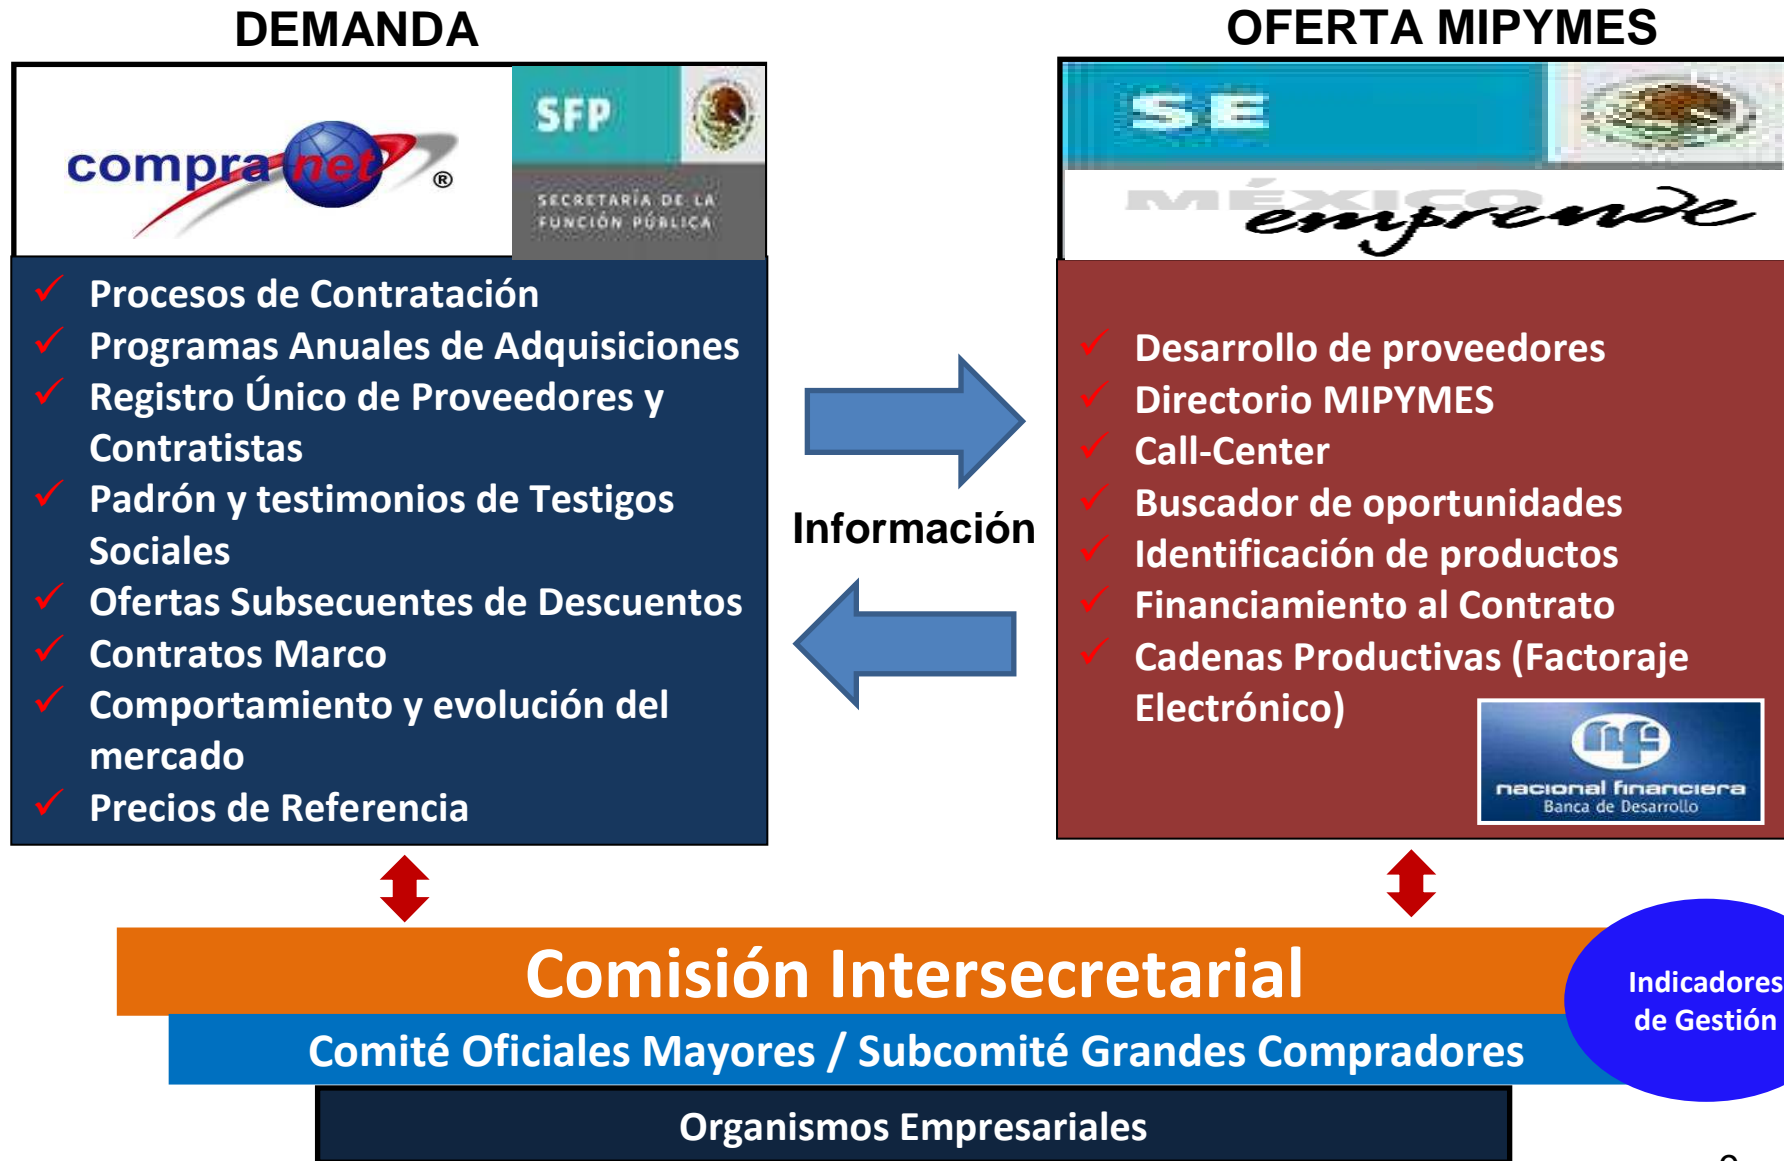 DEMANDA
compranet ®
SFP
SECRETARÍA DE LA
FUNCIÓN PÚBLICA
✓ Procesos de Contratación
✓ Programas Anuales de Adquisiciones
✓ Registro Único de Proveedores y
Contratistas
✓ Padrón y testimonios de Testigos
Sociales
✓ Ofertas Subsecuentes de Descuentos
✓ Contratos Marco
✓ Comportamiento y evolución del
mercado
✓ Precios de Referencia
Información
OFERTA MIPYMES
SE
MÉXICO
emprende
✓ Desarrollo de proveedores
✓ Directorio MIPYMES
✓ Call-Center
✓ Buscador de oportunidades
✓ Identificación de productos
✓ Financiamiento al Contrato
✓ Cadenas Productivas (Factoraje
Electrónico)
nf
nacional financiera
Banca de Desarrollo
Comisión Intersecretarial
Indicadores
de Gestión
Comité Oficiales Mayores / Subcomité Grandes Compradores
Organismos Empresariales